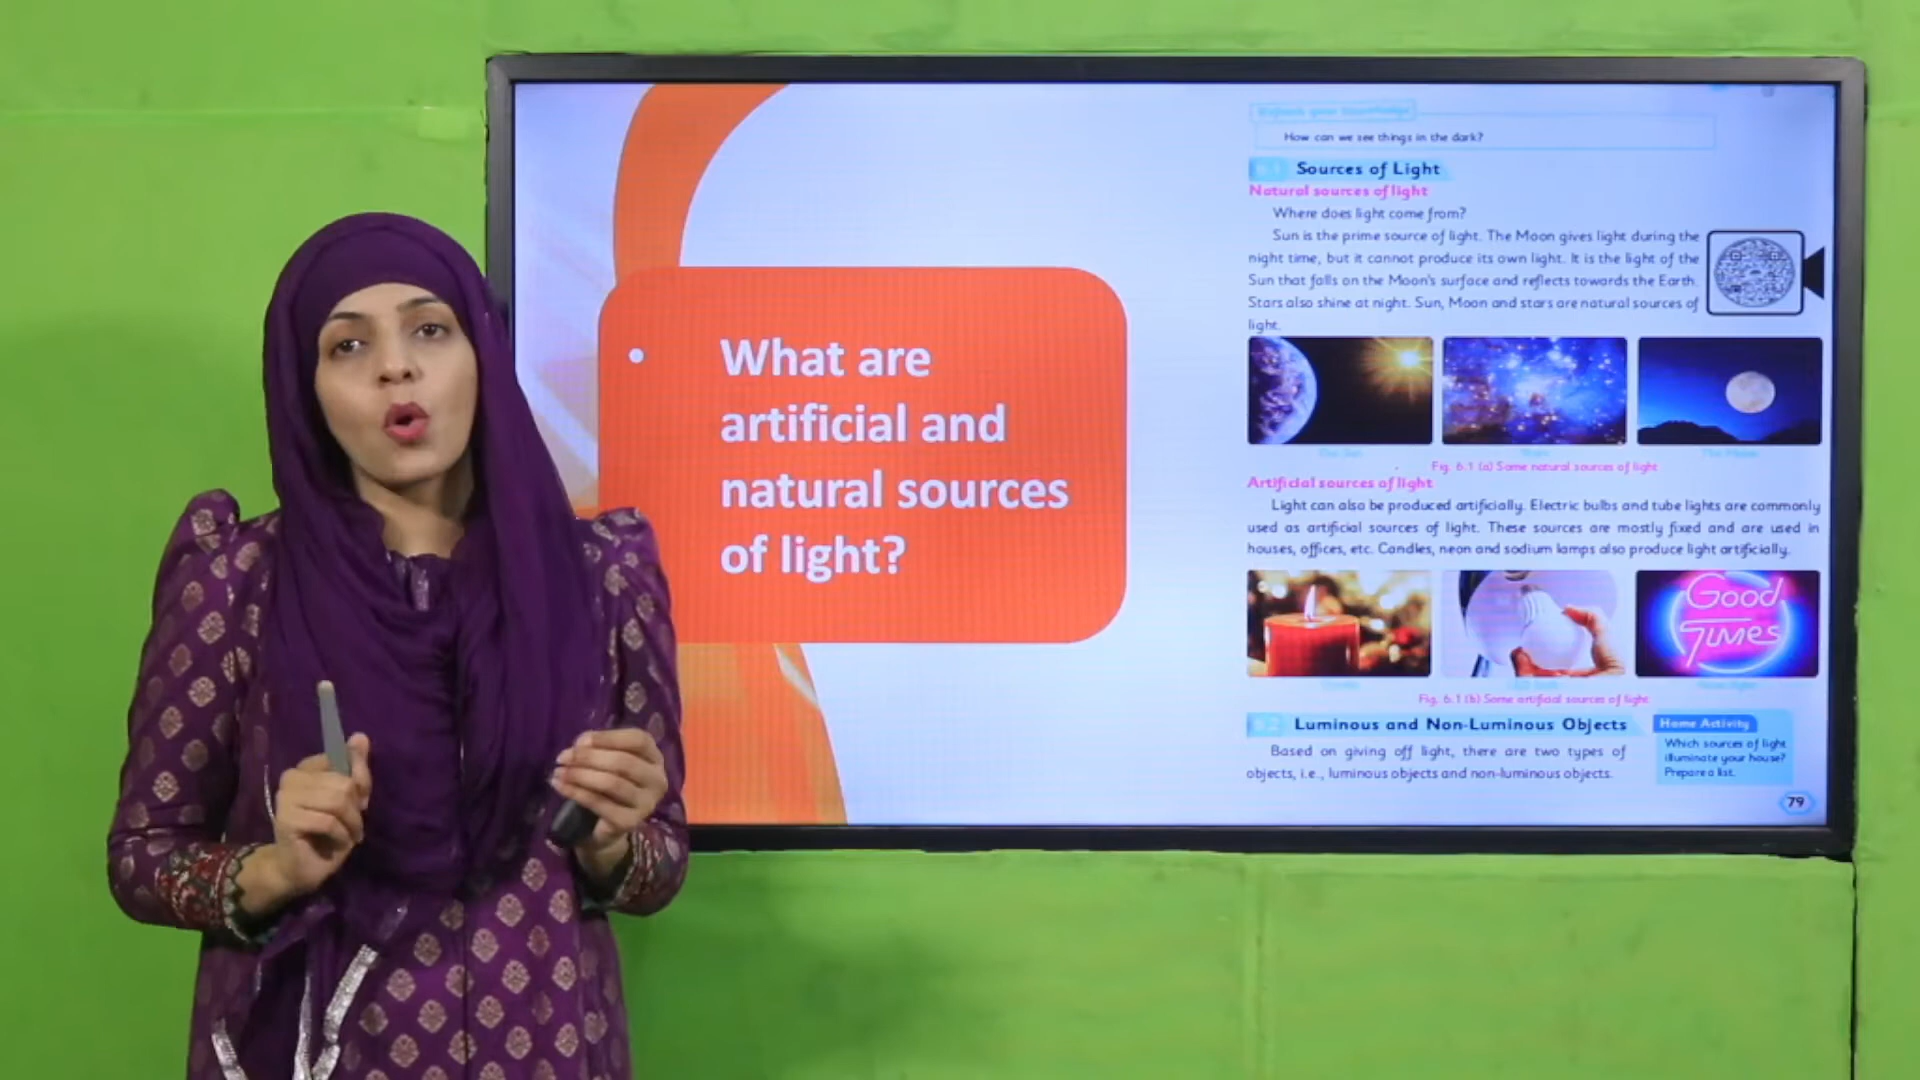 • What are
artificial and
natural sources
of light?
How can we see things in the dark?
Sources of Light
Natural sources of light
Where does light come from?
Sun is the prime source of light. The Moon gives light during the
night time, but it cannot produce its own light. It is the light of the
Sun that falls on the Moon's surface and reflects towards the Earth.
Stars also shine at night. Sun, Moon and stars are natural sources of
light.
The Sun
Stars
The Moon
Fig. 6.1 (a) Some natural sources of light
Artificial sources of light
Light can also be produced artificially. Electric bulbs and tube lights are commonly
used as artificial sources of light. These sources are mostly fixed and are used in
houses, offices, etc. Candles, neon and sodium lamps also produce light artificially.
Good
Times
Fig. 6.1 (b) Some artificial sources of light
6.2 Luminous and Non-Luminous Objects
Based on giving off light, there are two types of
objects, i.e., luminous objects and non-luminous objects.
Home Activity
Which sources of light
illuminate your house?
Prepare a list.
79